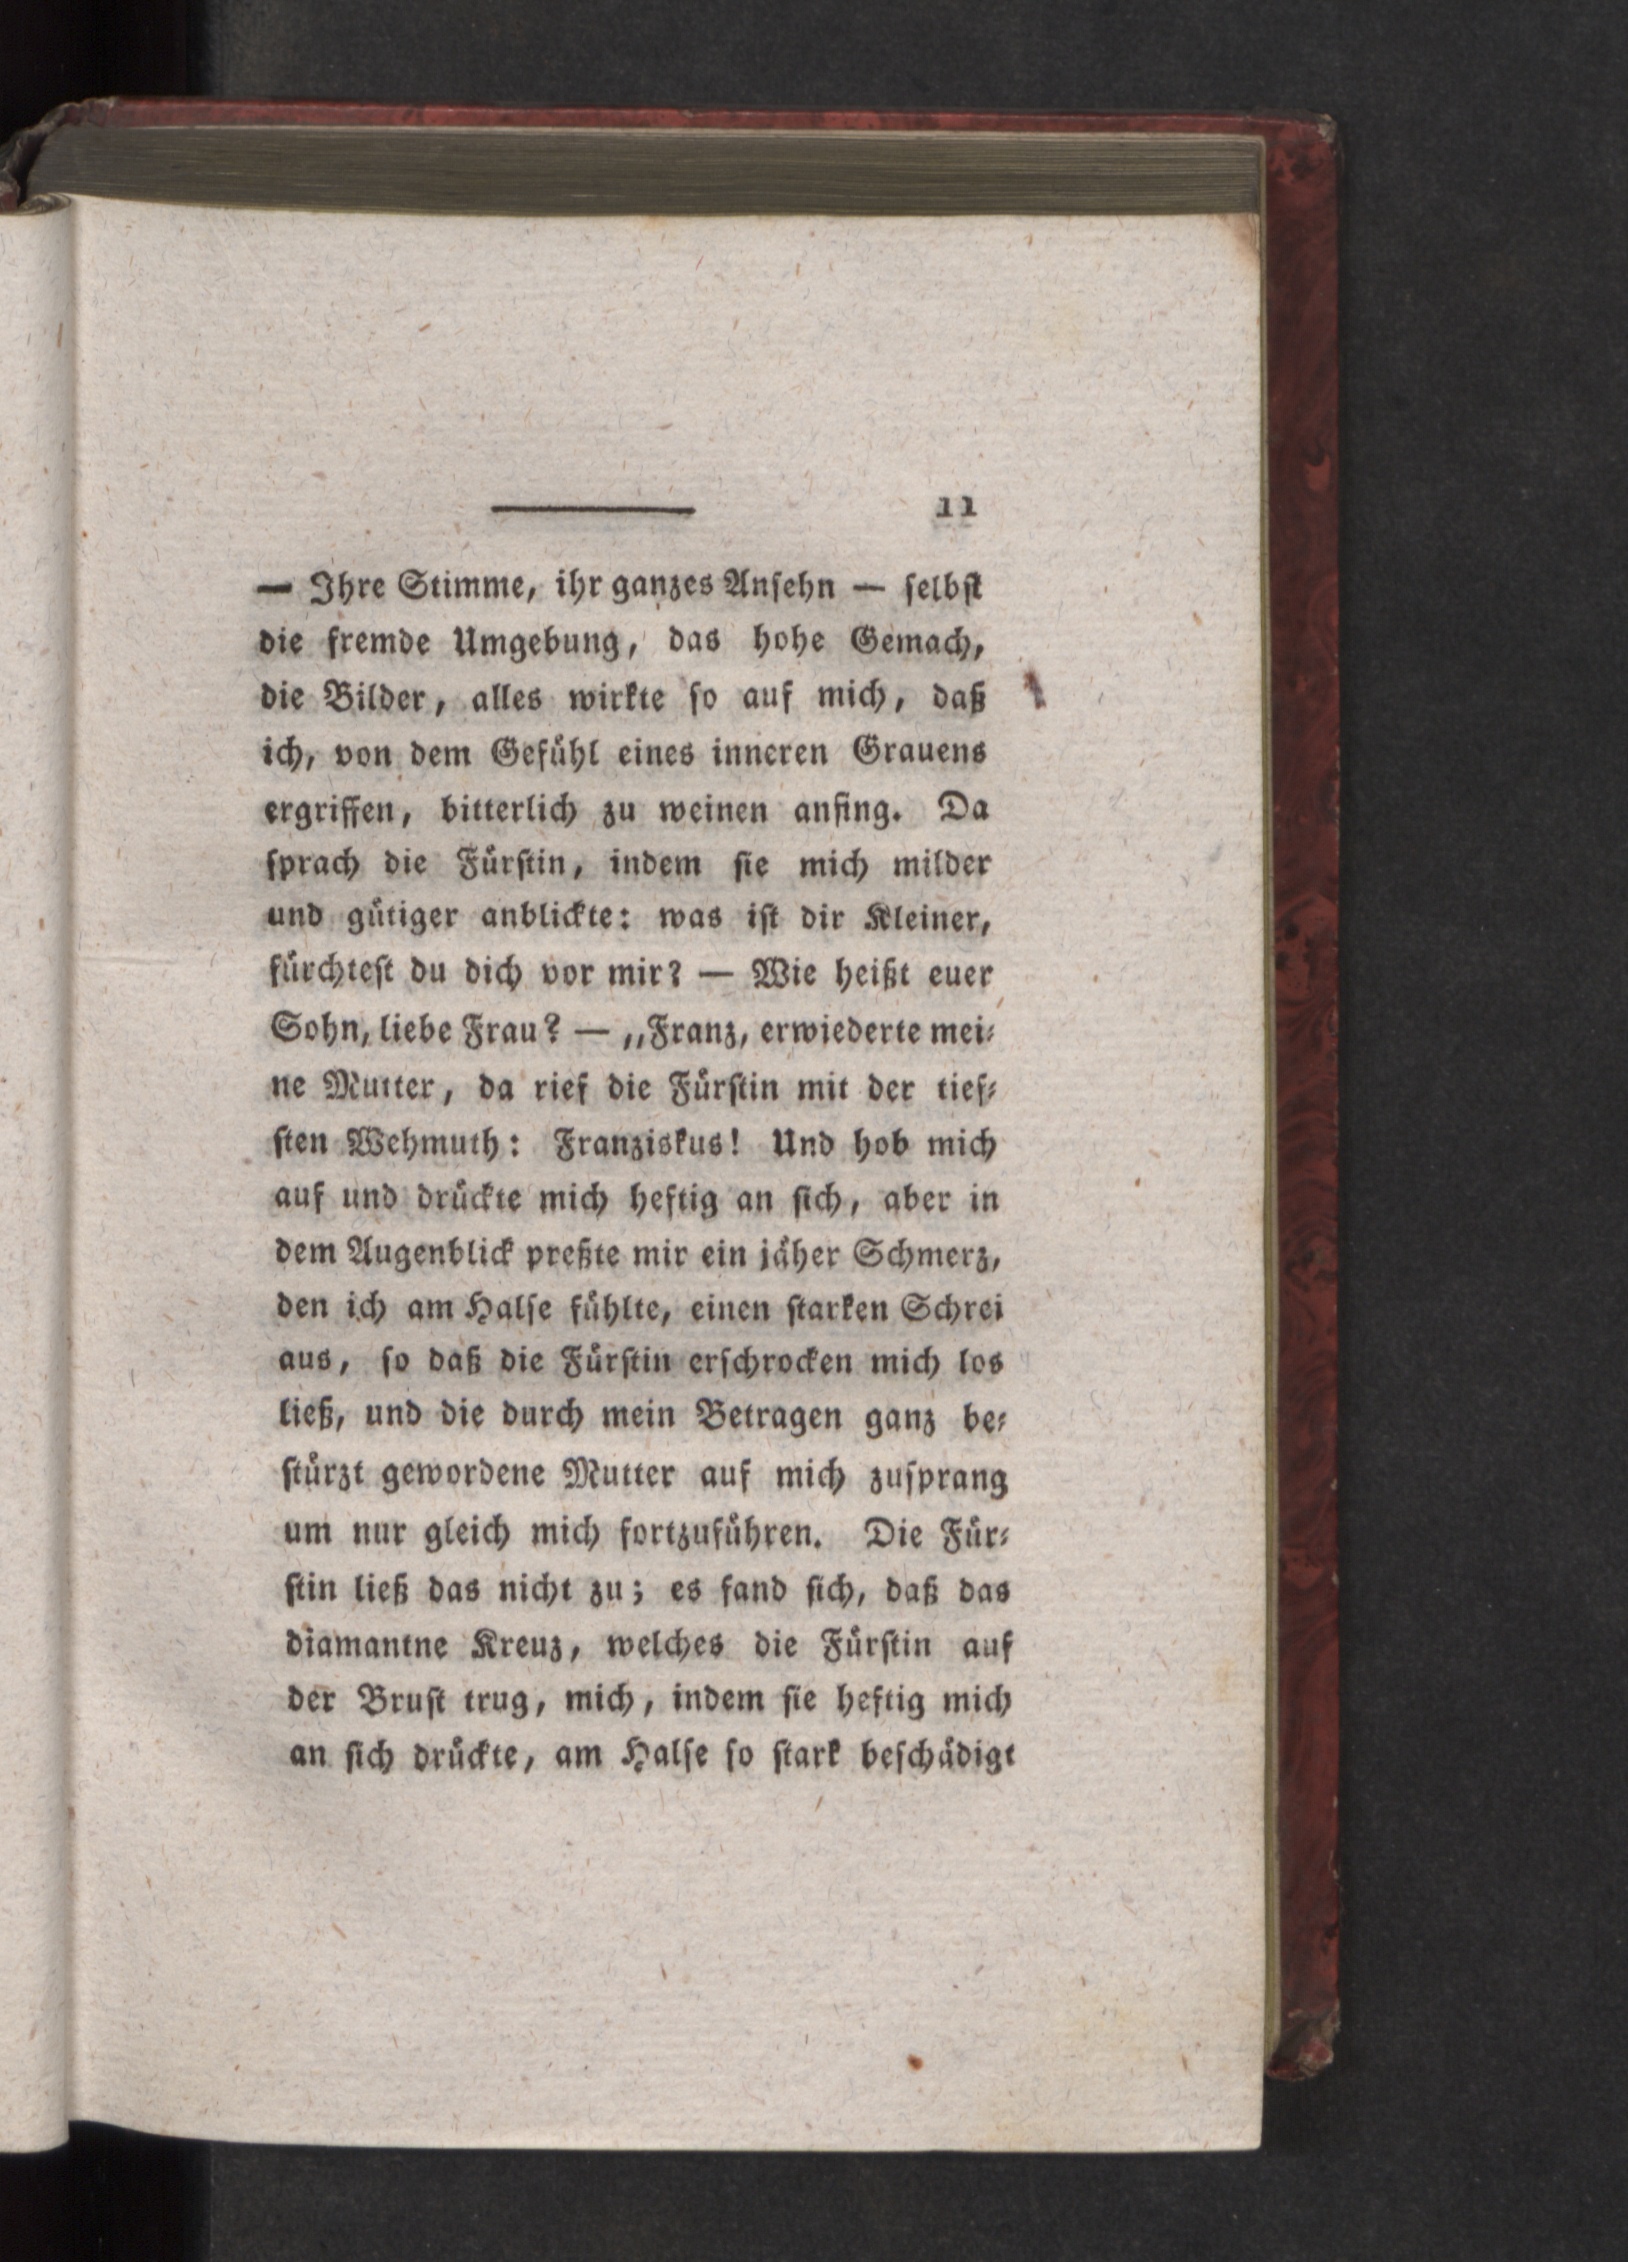 11
— Ihre Stimme, ihr ganzes Anſehn — ſelbſt
die fremde Umgebung, das hohe Gemach,
die Bilder, alles wirkte ſo auf mich, daß
ich, von dem Gefühl eines inneren Grauens
ergriffen, bitterlich zu weinen anfing. Da
ſprach die Fürſtin, indem ſie mich milder
und gütiger anblickte: was iſt dir Kleiner,
fürchteſt du dich vor mir? — Wie heißt euer
Sohn, liebe Frau? — „Franz, erwiederte mei⸗
ne Mutter, da rief die Fürſtin mit der tief⸗
ſten Wehmuth: Franziskus! Und hob mich
auf und drückte mich heftig an ſich, aber in
dem Augenblick preßte mir ein jäher Schmerz,
den ich am Halſe fühlte, einen ſtarken Schrei
aus, ſo daß die Fürſtin erſchrocken mich los
ließ, und die durch mein Betragen ganz be⸗
ſtürzt gewordene Mutter auf mich zuſprang
um nur gleich mich fortzuführen. Die Für⸗
ſtin ließ das nicht zu; es fand ſich, daß das
diamantne Kreuz, welches die Fürſtin auf
der Bruſt trug, mich, indem ſie heftig mich
an ſich drückte, am Halſe ſo ſtark beſchädigt